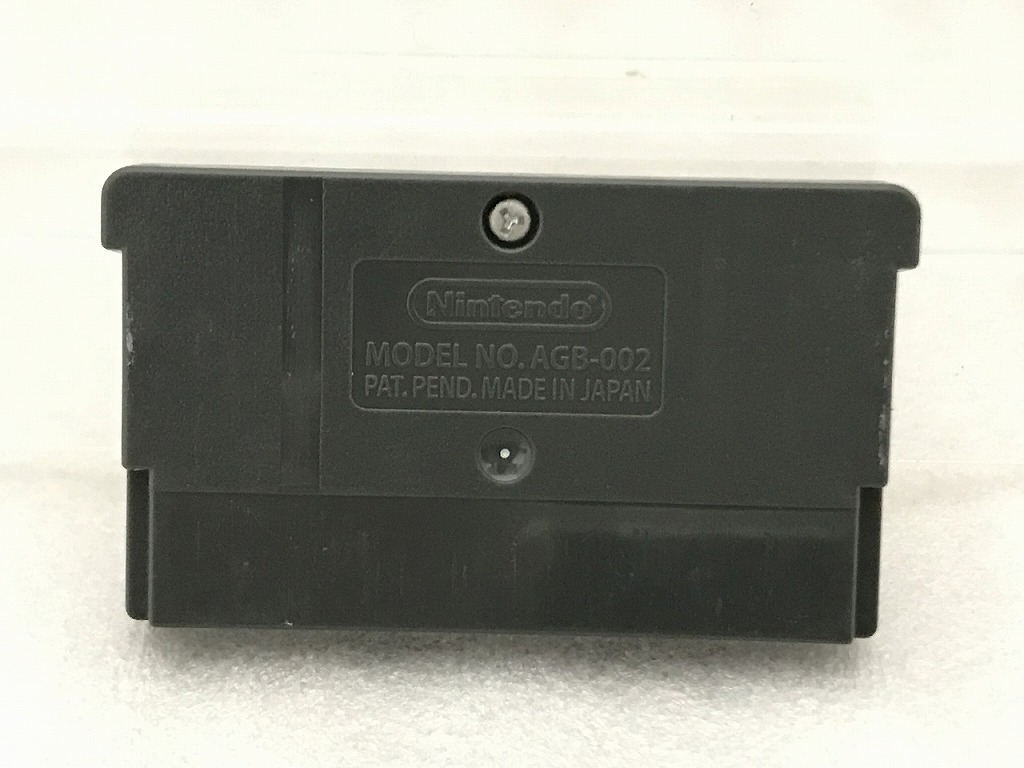 Nintendo®
MODEL NO. AGB-002
PAT. PEND. MADE IN JAPAN